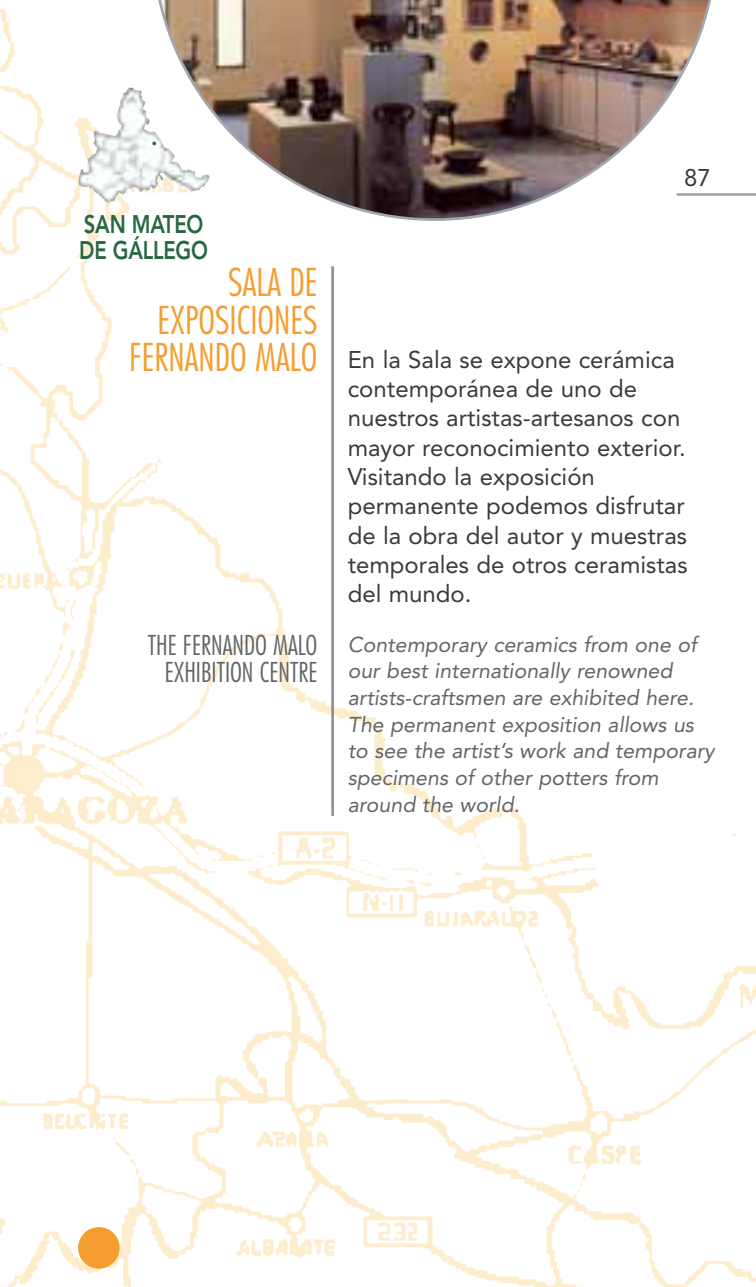 87
SAN MATEO
DE GÁLLEGO
SALA DE
EXPOSICIONES
FERNANDO MALO
En la Sala se expone cerámica
contemporánea de uno de
nuestros artistas-artesanos con
mayor reconocimiento exterior.
Visitando la exposición
permanente podemos disfrutar
de la obra del autor y muestras
temporales de otros ceramistas
del mundo.
THE FERNANDO MALO
EXHIBITION CENTRE
Contemporary ceramics from one of
our best internationally renowned
artists-craftsmen are exhibited here.
The permanent exposition allows us
to see the artist's work and temporary
specimens of other potters from
around the world.
ZUERA
ARAGOZA
A-2
N-II
BUJARALOZ
M
BELCHITE
AZAILA
CASPE
ALBALATE
232